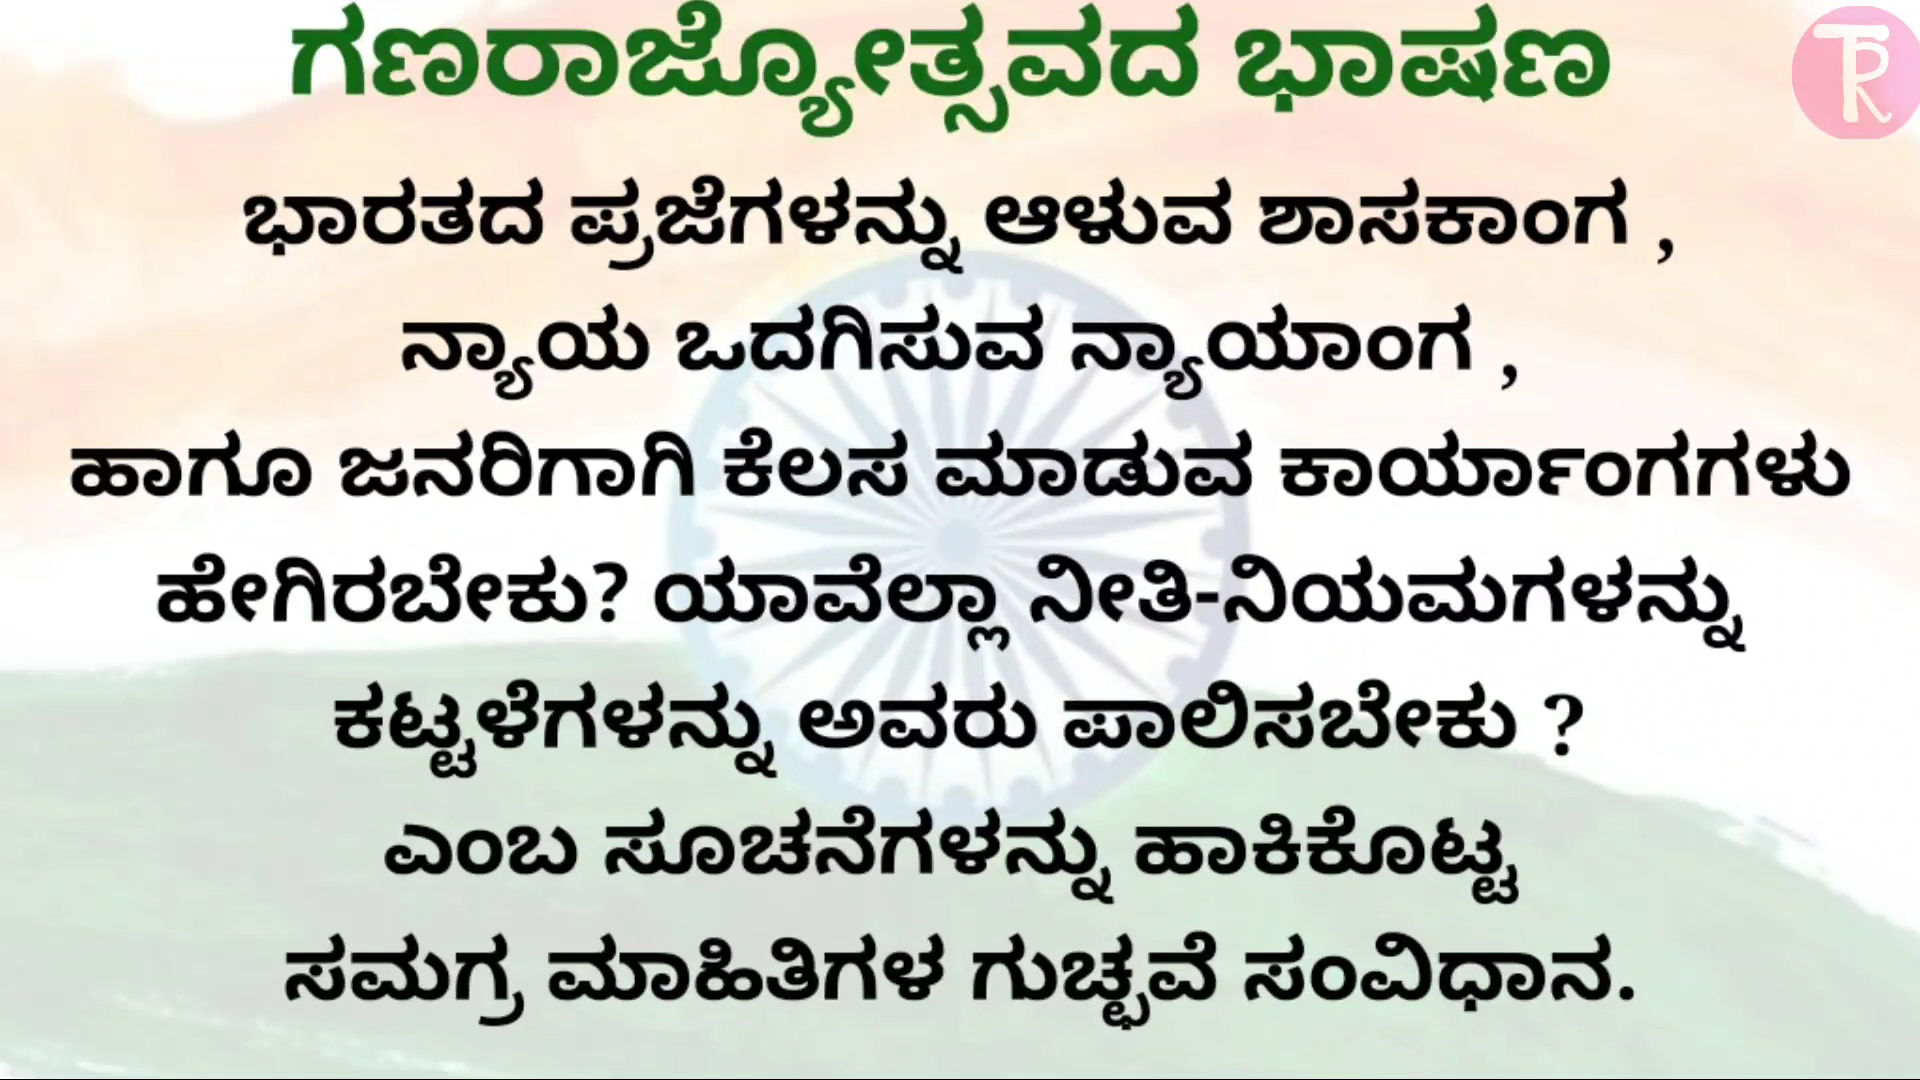 ಗಣರಾಜ್ಯೋತ್ಸವದ ಭಾಷಣ
ಭಾರತದ ಪ್ರಜೆಗಳನ್ನು ಆಳುವ ಶಾಸಕಾಂಗ ,
ನ್ಯಾಯ ಒದಗಿಸುವ ನ್ಯಾಯಾಂಗ ,
ಹಾಗೂ ಜನರಿಗಾಗಿ ಕೆಲಸ ಮಾಡುವ ಕಾರ್ಯಾಂಗಗಳು
ಹೇಗಿರಬೇಕು? ಯಾವೆಲ್ಲಾ ನೀತಿ-ನಿಯಮಗಳನ್ನು
ಕಟ್ಟಳೆಗಳನ್ನು ಅವರು ಪಾಲಿಸಬೇಕು ?
ಎಂಬ ಸೂಚನೆಗಳನ್ನು ಹಾಕಿಕೊಟ್ಟ
ಸಮಗ್ರ ಮಾಹಿತಿಗಳ ಗುಚ್ಛವೆ ಸಂವಿಧಾನ.